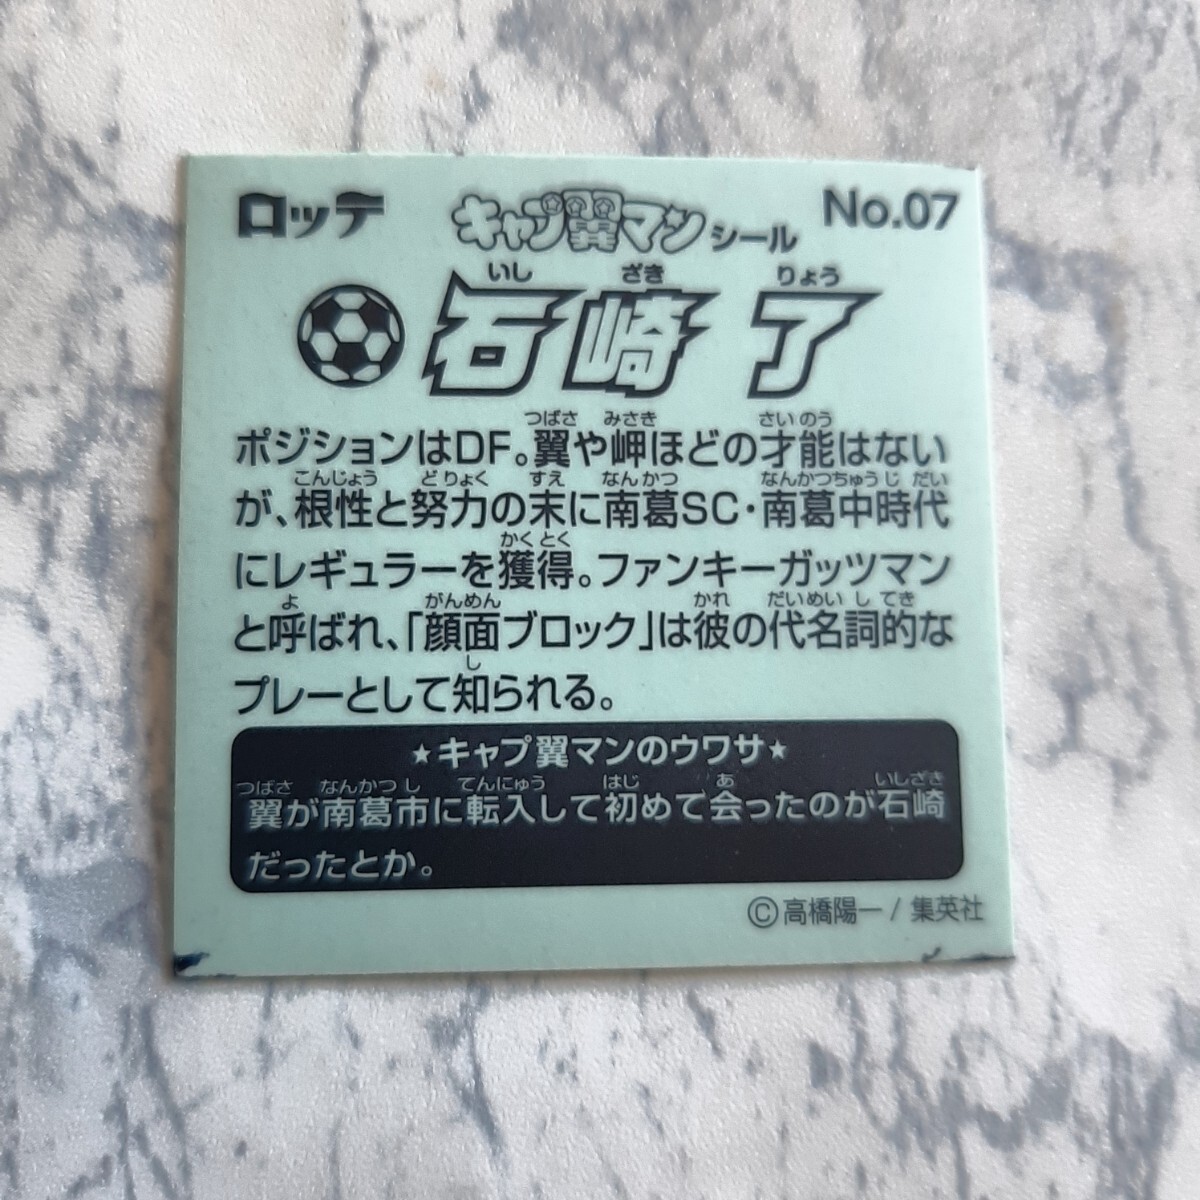 ロッテ キャプ翼マンシール No.07
いし ざき りょう
石崎 了
つばさ みさき さいのう
ポジションはDF。翼や岬ほどの才能はない
こんじょう どりょく すえ なんかつ なんかつちゅうじだい
が、根性と努力の末に南葛SC・南葛中時代
かくとく
にレギュラーを獲得。ファンキーガッツマン
よ がんめん かれ だいめいしてき
と呼ばれ、「顔面ブロック」は彼の代名詞的な
し
プレーとして知られる。
★キャプ翼マンのウワサ★
つばさ なんかつし てんにゅう はじ あ いしざき
翼が南葛市に転入して初めて会ったのが石崎
だったとか。
©高橋陽一 / 集英社